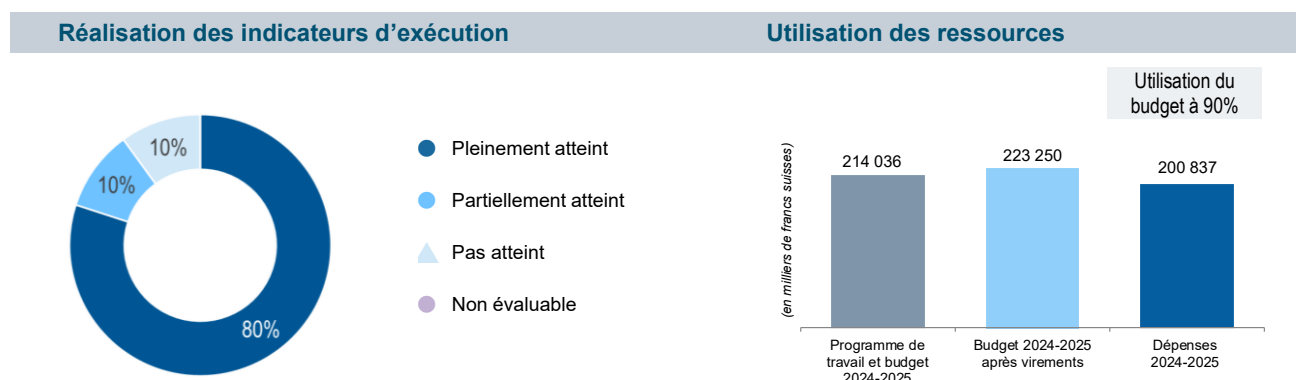 Réalisation des indicateurs d'exécution
Utilisation des ressources
10%
10%
80%
Pleinement atteint
Partiellement atteint
Pas atteint
Non évaluable
Utilisation du
budget à 90%
(en milliers de francs suisses)
214 036
223 250
200 837
Programme de
travail et budget
2024-2025
Budget 2024-2025
après virements
Dépenses
2024-2025